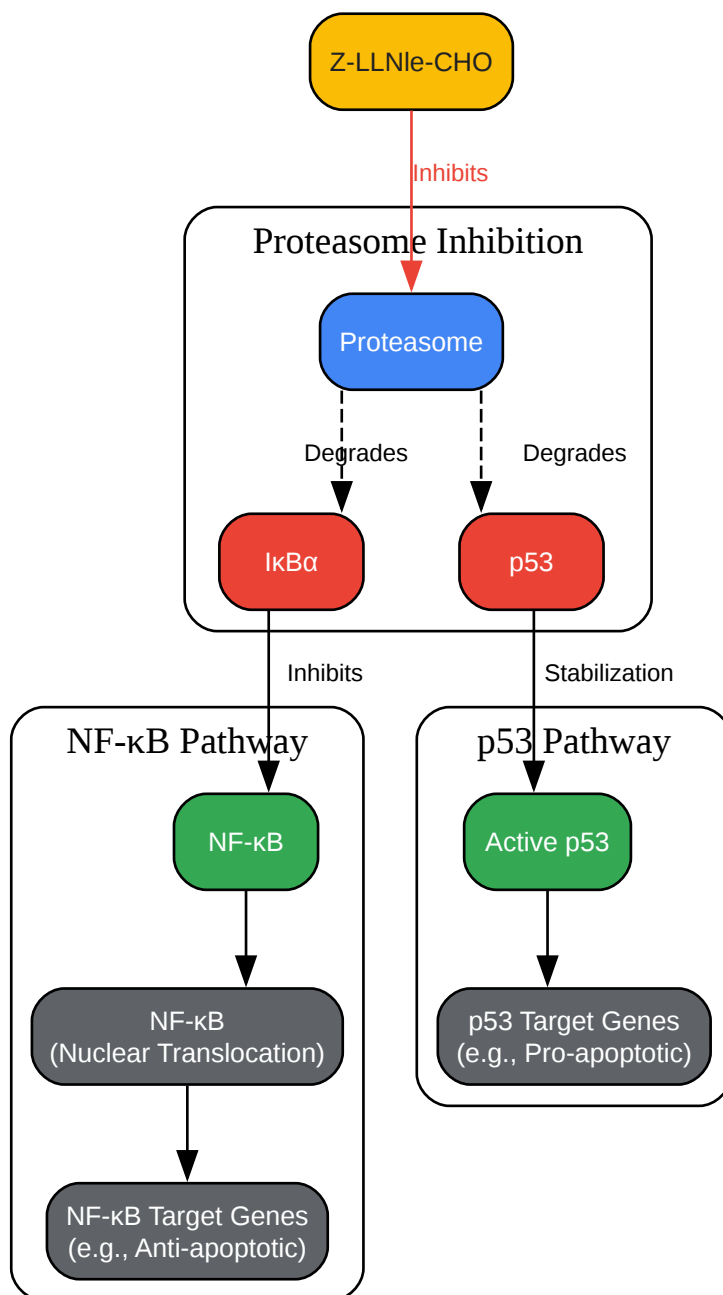 Z-LLNle-CHO
Inhibits
Proteasome Inhibition
Proteasome
Degrades
Degrades
IκBα
p53
Inhibits
Stabilization
NF-κB Pathway
p53 Pathway
NF-κB
Active p53
NF-κB
(Nuclear Translocation)
p53 Target Genes
(e.g., Pro-apoptotic)
NF-κB Target Genes
(e.g., Anti-apoptotic)